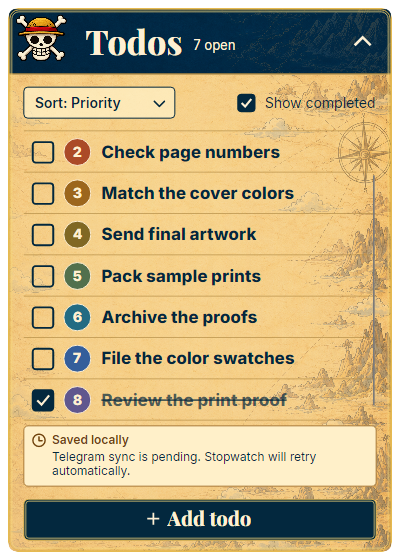 Todos 7 open
Sort: Priority Show completed
2 Check page numbers
3 Match the cover colors
4 Send final artwork
5 Pack sample prints
6 Archive the proofs
7 File the color swatches
8 Review the print proof
Saved locally
Telegram sync is pending. Stopwatch will retry
automatically.
+ Add todo